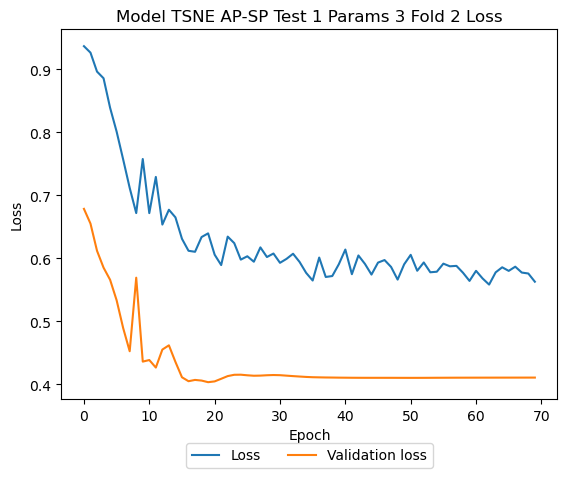 Model TSNE AP-SP Test 1 Params 3 Fold 2 Loss
0.9
0.8
0.7
0.6
0.5
0.4
Loss
0 10 20 30 40 50 60 70
Epoch
Loss Validation loss